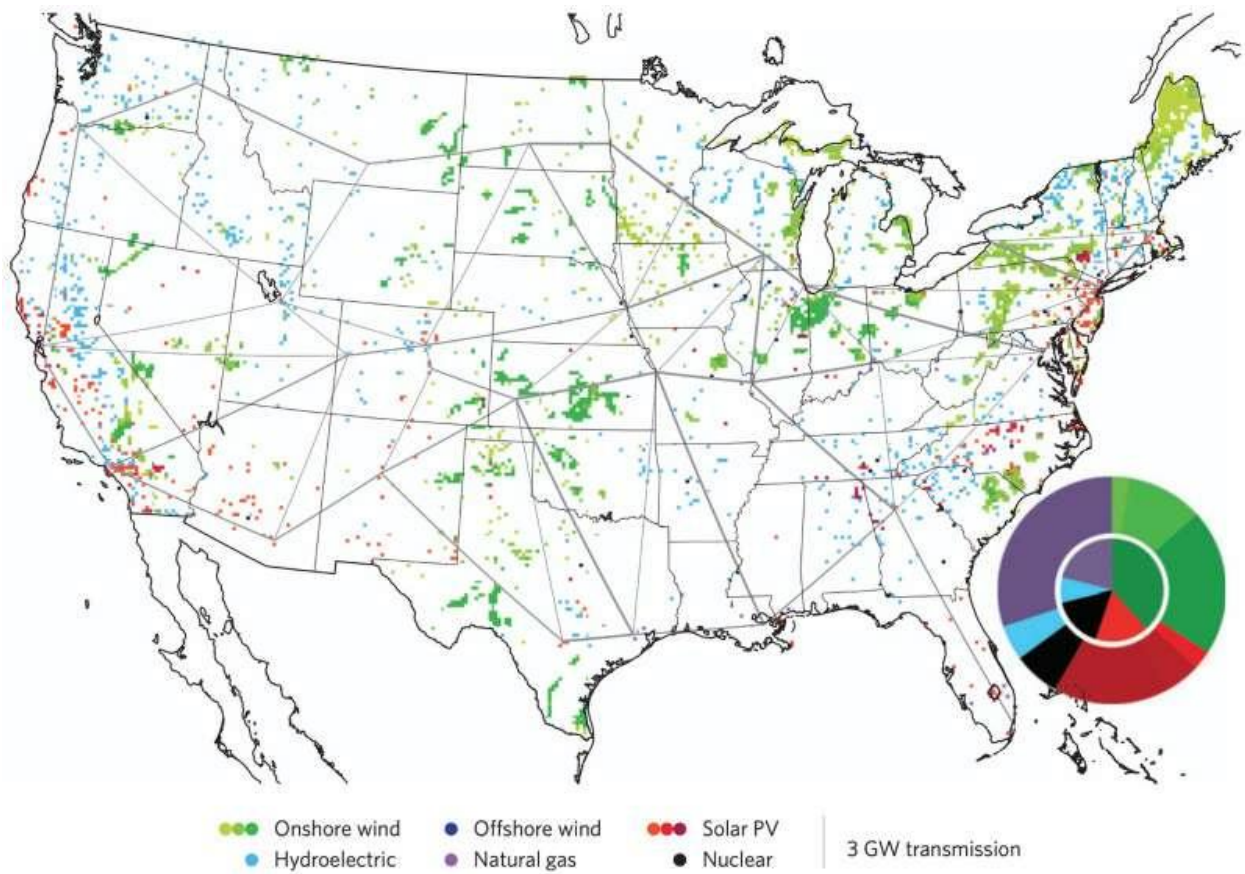 Onshore wind Offshore wind Solar PV
Hydroelectric Natural gas Nuclear
3 GW transmission